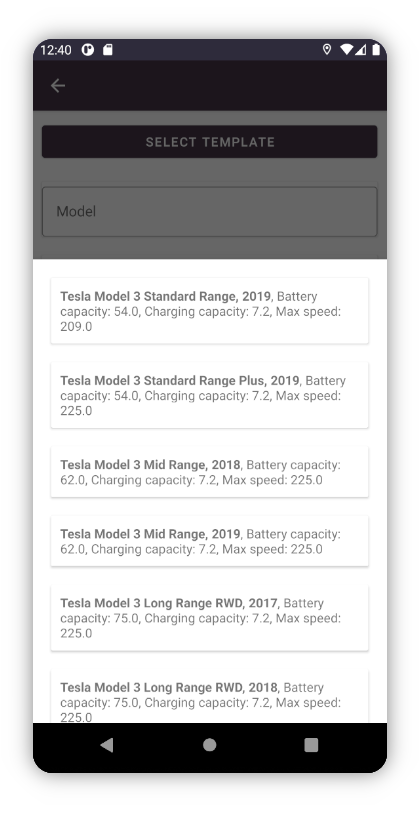 12:40
SELECT TEMPLATE
Model
Tesla Model 3 Standard Range, 2019, Battery
capacity: 54.0, Charging capacity: 7.2, Max speed:
209.0
Tesla Model 3 Standard Range Plus, 2019, Battery
capacity: 54.0, Charging capacity: 7.2, Max speed:
225.0
Tesla Model 3 Mid Range, 2018, Battery capacity:
62.0, Charging capacity: 7.2, Max speed: 225.0
Tesla Model 3 Mid Range, 2019, Battery capacity:
62.0, Charging capacity: 7.2, Max speed: 225.0
Tesla Model 3 Long Range RWD, 2017, Battery
capacity: 75.0, Charging capacity: 7.2, Max speed:
225.0
Tesla Model 3 Long Range RWD, 2018, Battery
capacity: 75.0, Charging capacity: 7.2, Max speed:
225.0